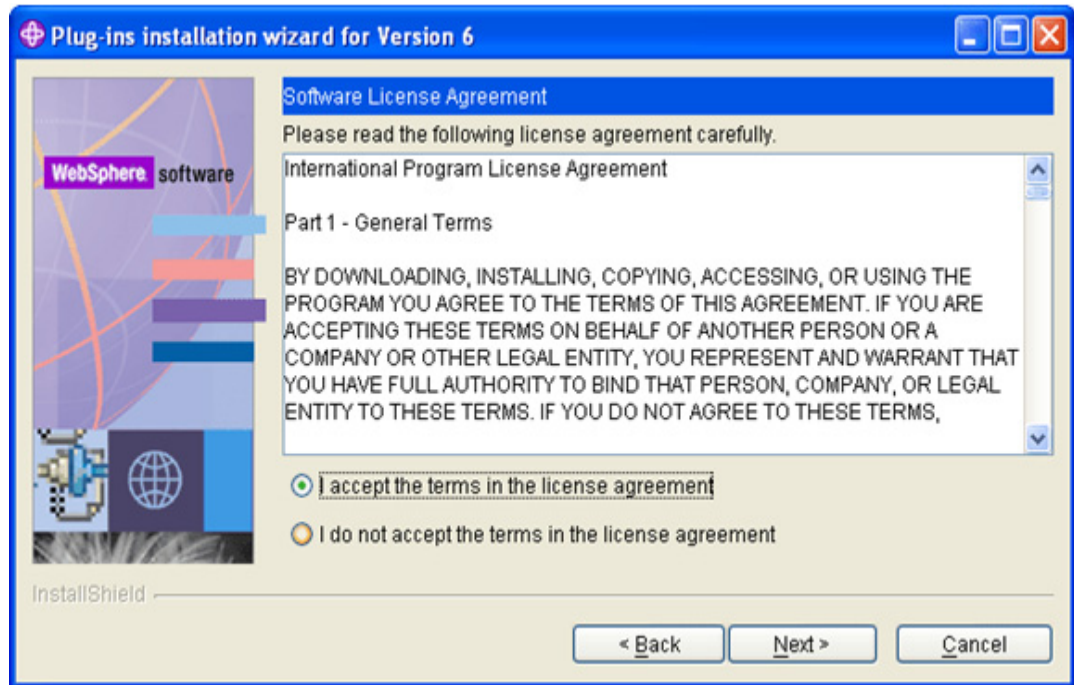 Plug-ins installation wizard for Version 6
WebSphere software
Software License Agreement
Please read the following license agreement carefully.
International Program License Agreement
Part 1 - General Terms
BY DOWNLOADING, INSTALLING, COPYING, ACCESSING, OR USING THE
PROGRAM YOU AGREE TO THE TERMS OF THIS AGREEMENT. IF YOU ARE
ACCEPTING THESE TERMS ON BEHALF OF ANOTHER PERSON OR A
COMPANY OR OTHER LEGAL ENTITY, YOU REPRESENT AND WARRANT THAT
YOU HAVE FULL AUTHORITY TO BIND THAT PERSON, COMPANY, OR LEGAL
ENTITY TO THESE TERMS. IF YOU DO NOT AGREE TO THESE TERMS,
I accept the terms in the license agreement
I do not accept the terms in the license agreement
InstallShield
< Back Next > Cancel